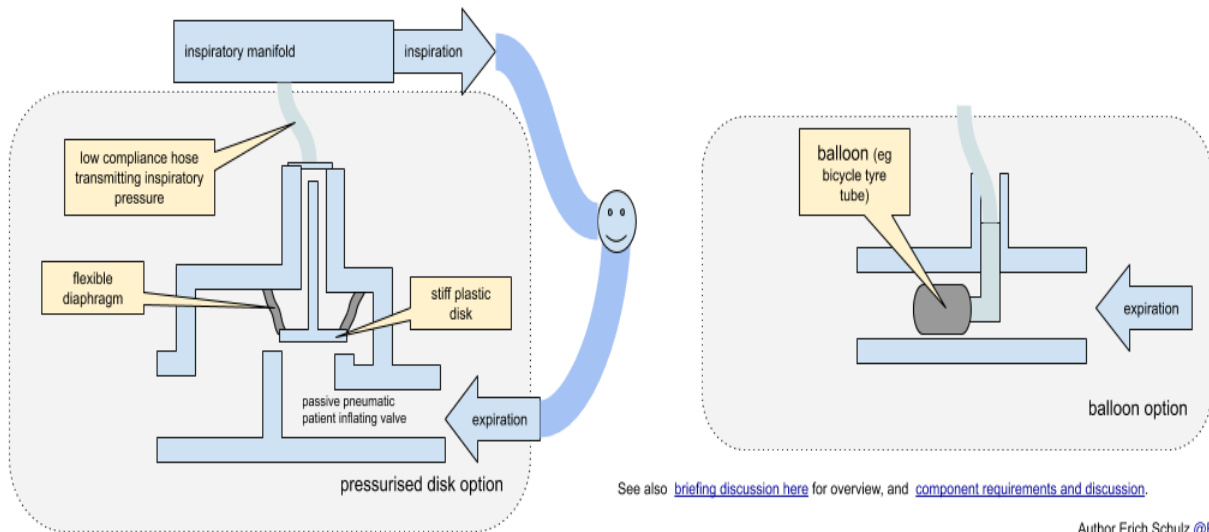 inspiratory manifold
inspiration
low compliance hose
transmitting inspiratory
pressure
flexible
diaphragm
stiff plastic
disk
passive pneumatic
patient inflating valve
expiration
pressurised disk option
balloon (eg
bicycle tyre
tube)
expiration
balloon option
See also briefing discussion here for overview, and component requirements and discussion.
Author Erich Schulz